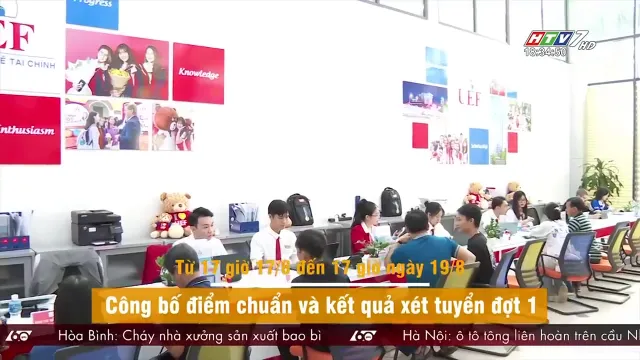 Progress
HTV7 HD
18:34:50
UEF
Ế TÀI CHÍNH
Knowledge
UEF
Enthusiasm
Từ 17 giờ 17/8 đến 17 giờ ngày 19/8
Công bố điểm chuẩn và kết quả xét tuyển đợt 1
60
Hòa Bình: Cháy nhà xưởng sản xuất bao bì
60
Hà Nội: ô tô tông liên hoàn trên cầu N